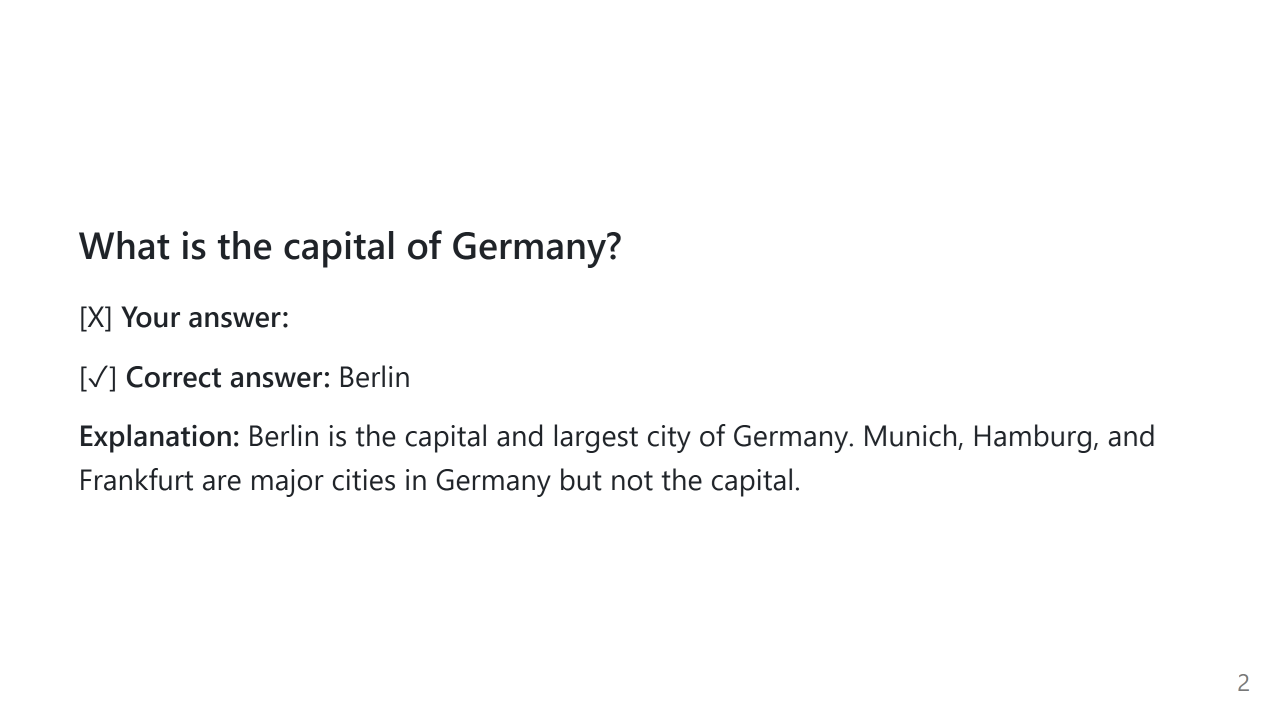 What is the capital of Germany?
[X] Your answer:
[✓] Correct answer: Berlin
Explanation: Berlin is the capital and largest city of Germany. Munich, Hamburg, and
Frankfurt are major cities in Germany but not the capital.
2